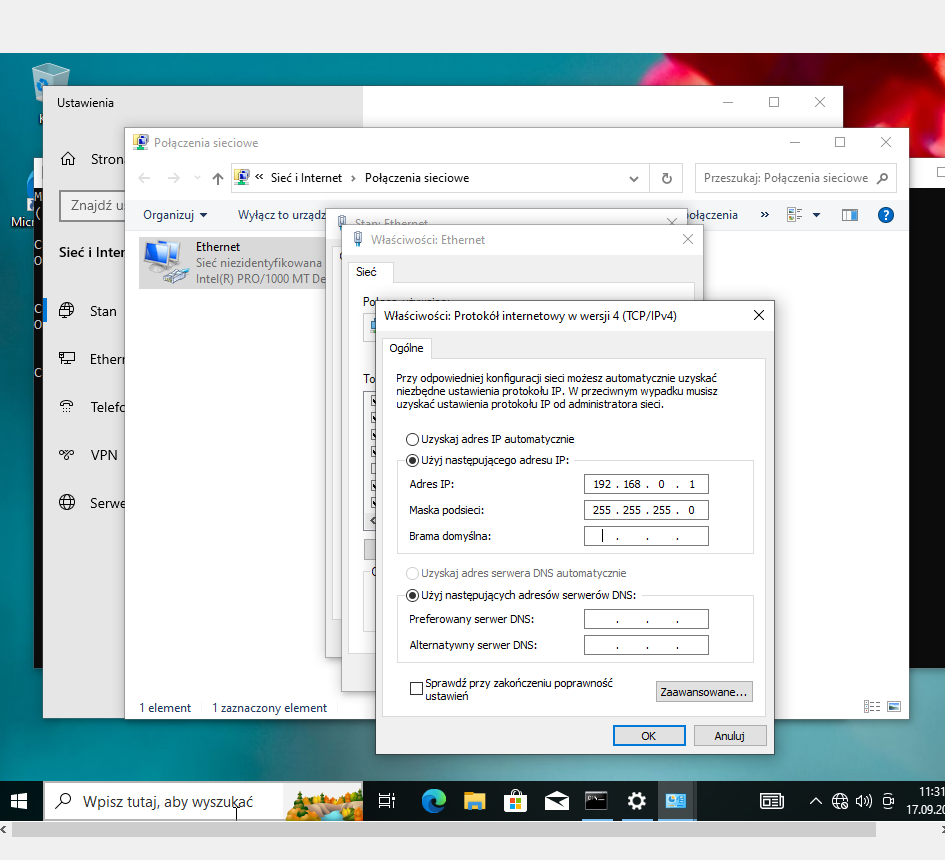 Ustawienia
Połączenia sieciowe
Stron
Sieć i Internet
Połączenia sieciowe
Przeszukaj: Połączenia sieciowe
Znajdź u
Organizuj
Wyłącz to urządz
ołączenia
»
Stan: Ethernet
Właściwości: Ethernet
Sieć i Inter
Ethernet
Sieć niezidentyfikowana
Intel(R) PRO/1000 MT De
Sieć
Stan
Ethern
Telefo
VPN
Serwe
Właściwości: Protokół internetowy w wersji 4 (TCP/IPv4)
Ogólne
Przy odpowiedniej konfiguracji sieci możesz automatycznie uzyskać
niezbędne ustawienia protokołu IP. W przeciwnym wypadku musisz
uzyskać ustawienia protokołu IP od administratora sieci.
Uzyskaj adres IP automatycznie
Użyj następującego adresu IP:
Adres IP: 192 . 168 . 0 . 1
Maska podsieci: 255 . 255 . 255 . 0
Brama domyślna: . . .
Uzyskaj adres serwera DNS automatycznie
Użyj następujących adresów serwerów DNS:
Preferowany serwer DNS: . . .
Alternatywny serwer DNS: . . .
Sprawdź przy zakończeniu poprawność
ustawień
Zaawansowane...
OK
Anuluj
1 element
1 zaznaczony element
Wpisz tutaj, aby wyszukać
11:31
17.09.20